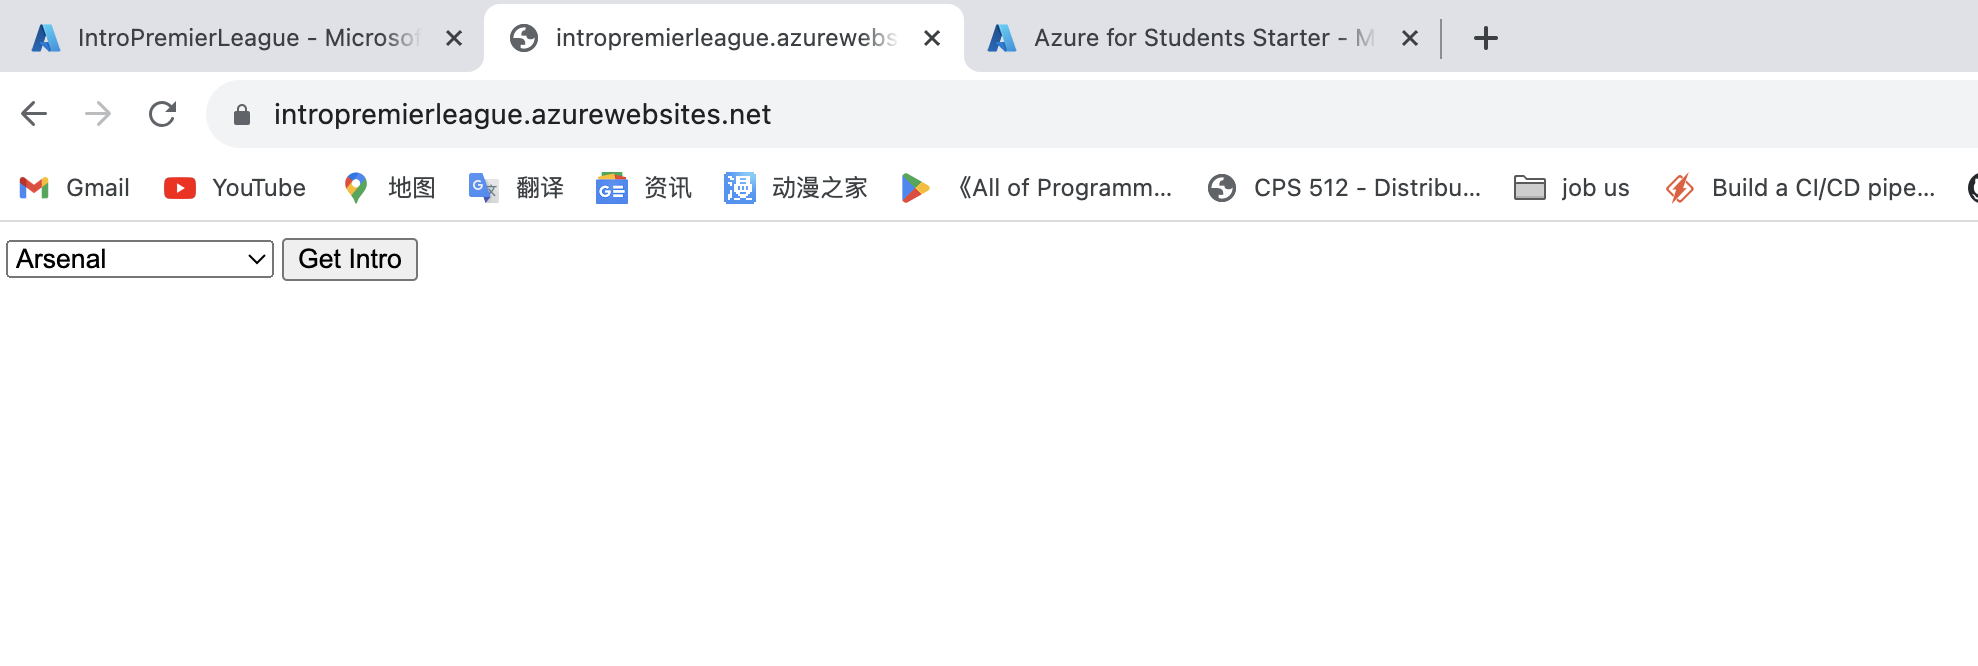 IntroPremierLeague - Microsof
intropremierleague.azurewebs
Azure for Students Starter - M
intropremierleague.azurewebsites.net
Gmail YouTube 地图 翻译 资讯 动漫之家 《All of Programm... CPS 512 - Distribu... job us Build a CI/CD pipe...
Arsenal Get Intro